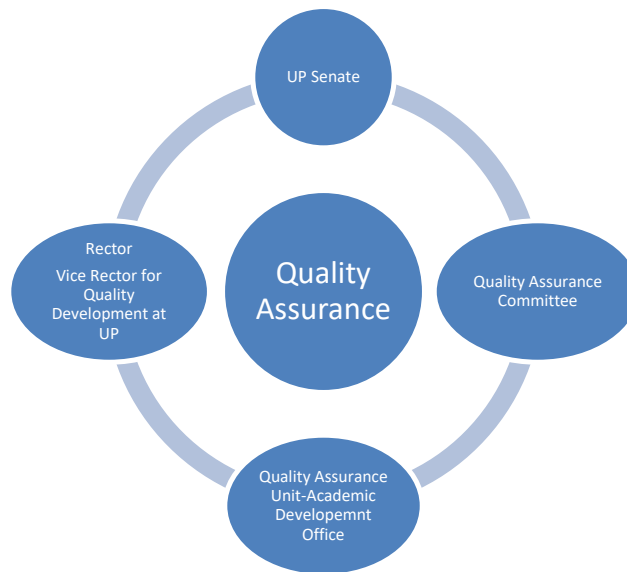 UP Senate
Rector
Vice Rector for
Quality
Development at
UP
Quality
Assurance
Quality Assurance
Committee
Quality Assurance
Unit-Academic
Developemnt
Office